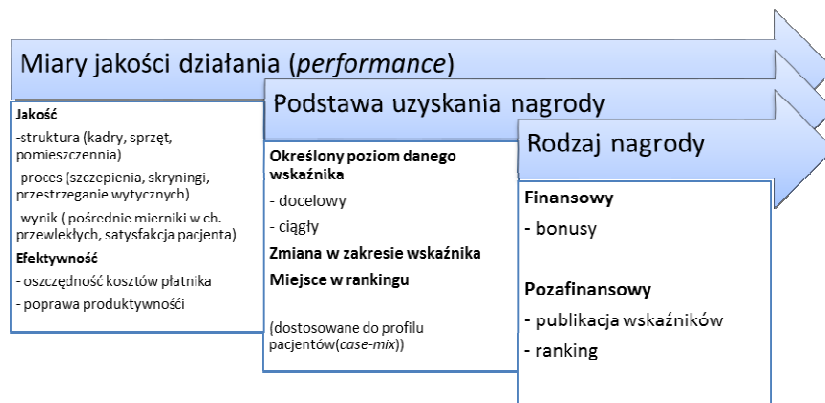 Miary jakości działania (performance)
Jakość
-struktura (kadry, sprzęt,
pomieszczennia)
proces (szczepienia, skryningi,
przestrzeganie wytycznych)
wynik ( pośrednie mierniki w ch.
przewlekłych, satysfakcja pacjenta)
Efektywność
- oszczędność kosztów płatnika
- poprawa produktywnośći
Podstawa uzyskania nagrody
Określony poziom danego
wskaźnika
- docelowy
- ciągły
Zmiana w zakresie wskaźnika
Miejsce w rankingu
(dostosowane do profilu
pacjentów(case-mix))
Rodzaj nagrody
Finansowy
- bonusy
Pozafinansowy
- publikacja wskaźników
- ranking